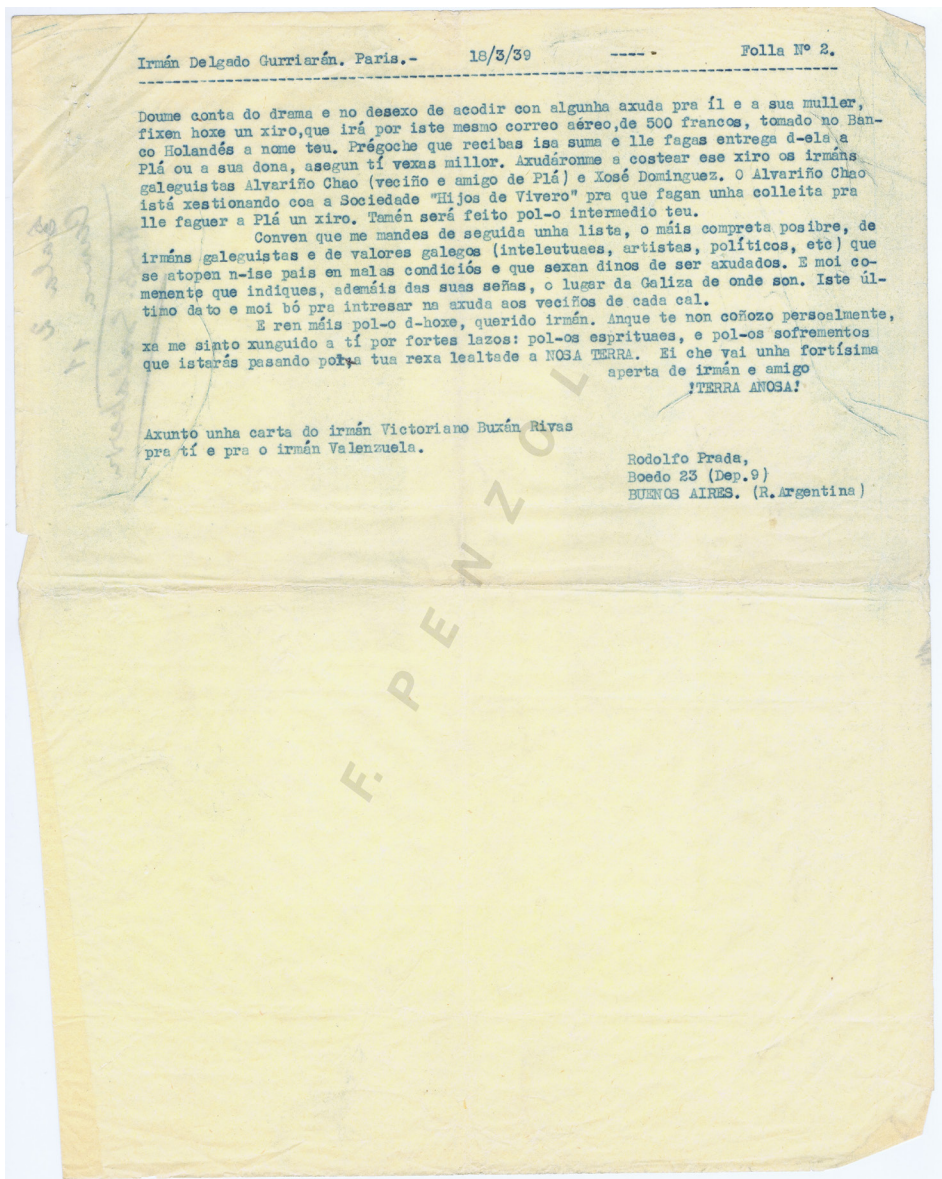 Irmán Delgado Gurriarán. Paris.- 18/3/39 ---- - Folla Nº 2.
Doume conta do drama e no desexo de acodir con algunha axuda pra íl e a sua muller,
fixen hoxe un xiro,que irá por iste mesmo correo aéreo,de 500 francos, tomado no Ban-
co Holandés a nome teu. Prégoche que recibas isa suma e lle fagas entrega d-ela a
Plá ou a sua dona, asegun tí vexas millor. Axudáronme a costear ese xiro os irmáns
galeguistas Alvariño Chao (veciño e amigo de Plá) e Xosé Dominguez. O Alvariño Chao
istá xestionando coa a Sociedade "Hijos de Vivero" pra que fagan unha colleita pra
lle faguer a Plá un xiro. Tamén será feito pol-o intermedio teu.
Conven que me mandes de seguida unha lista, o máis compreta posibre, de
irmáns galeguistas e de valores galegos (inteleutuaes, artistas, políticos, etc) que
se atopen n-ise pais en malas condiciós e que sexan dinos de ser axudados. E moi co-
menente que indiques, ademáis das suas señas, o lugar da Galiza de onde son. Iste úl-
timo dato e moi bó pra intresar na axuda aos veciños de cada cal.
E ren máis pol-o d-hoxe, querido irmán. Anque te non coñozo persoalmente,
xa me sinto xunguido a tí por fortes lazos: pol-os esprituaes, e pol-os sofrementos
que istarás pasando pol-a tua rexa lealtade a NOSA TERRA. Ei che vai unha fortísima
aperta de irmán e amigo
!TERRA ANOSA!
Axunto unha carta do irmán Victoriano Buxán Rivas
pra tí e pra o irmán Valenzuela.
Rodolfo Prada,
Boedo 23 (Dep.9)
BUENOS AIRES. (R.Argentina)
F. PENZOL